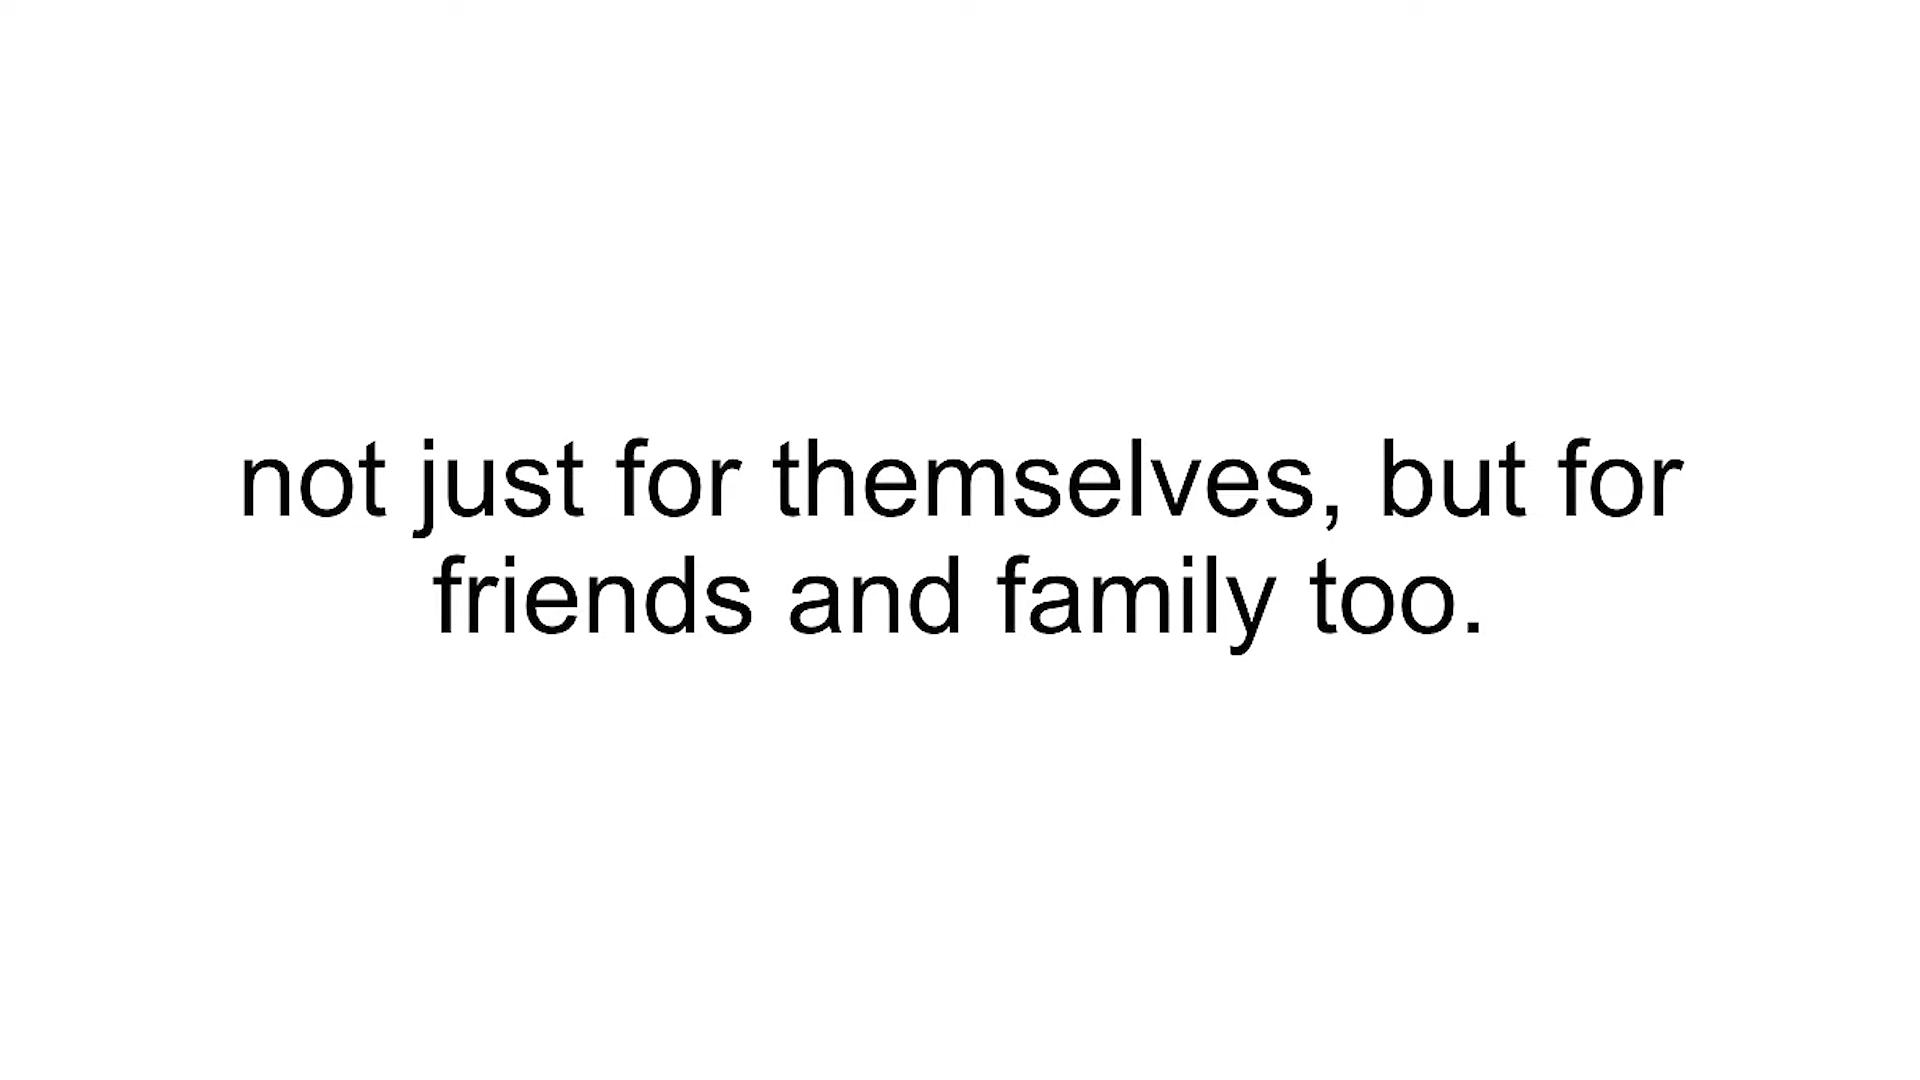 not just for themselves, but for
friends and family too.